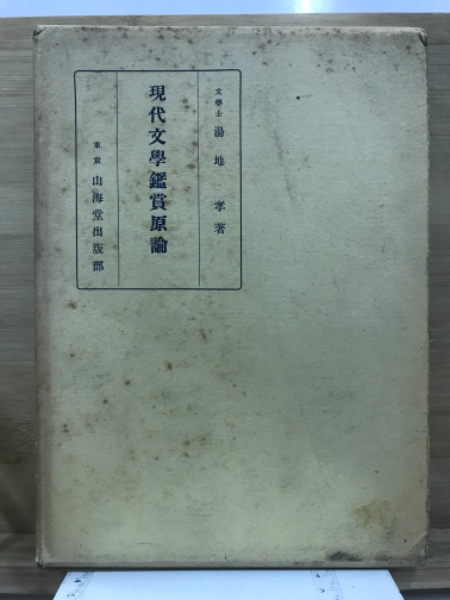 文學士 湯地孝著
現代文學鑑賞原論
東京 山海堂出版部